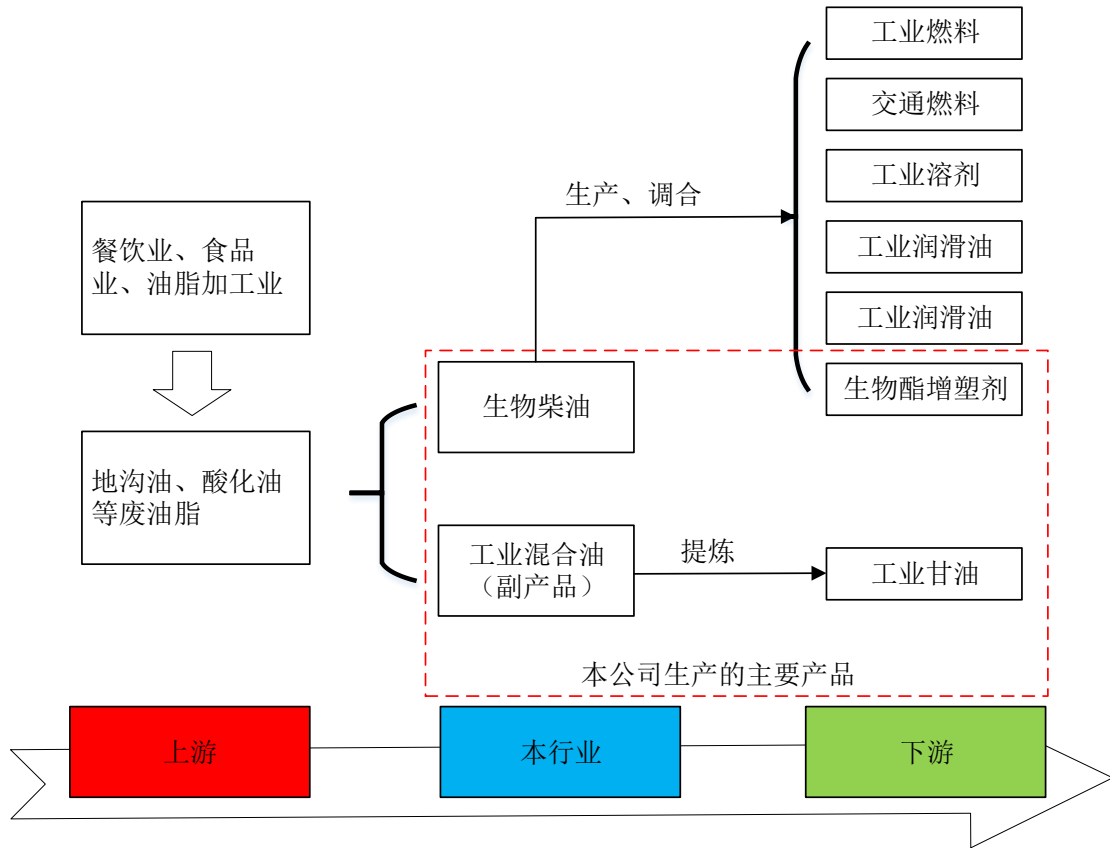 工业燃料
交通燃料
工业溶剂
生产、调合
工业润滑油
餐饮业、食品
业、油脂加工业
工业润滑油
生物柴油
生物酯增塑剂
地沟油、酸化油
等废油脂
工业混合油
（副产品）
提炼
工业甘油
本公司生产的主要产品
上游
本行业
下游